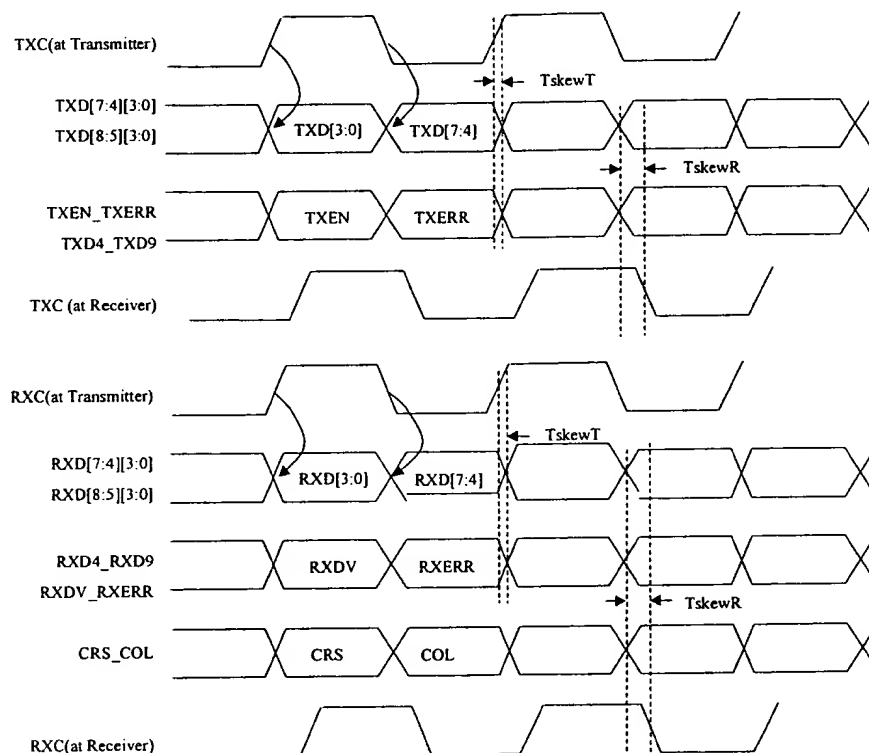 TXC(at Transmitter)
TskewT
TXD[7:4][3:0]
TXD[8:5][3:0]
TXD[3:0]
TXD[7:4]
TskewR
TXEN_TXERR
TXD4_TXD9
TXEN
TXERR
TXC (at Receiver)
RXC(at Transmitter)
TskewT
RXD[7:4][3:0]
RXD[8:5][3:0]
RXD[3:0]
RXD[7:4]
RXD4_RXD9
RXDV_RXERR
RXDV
RXERR
TskewR
CRS_COL
CRS
COL
RXC(at Receiver)